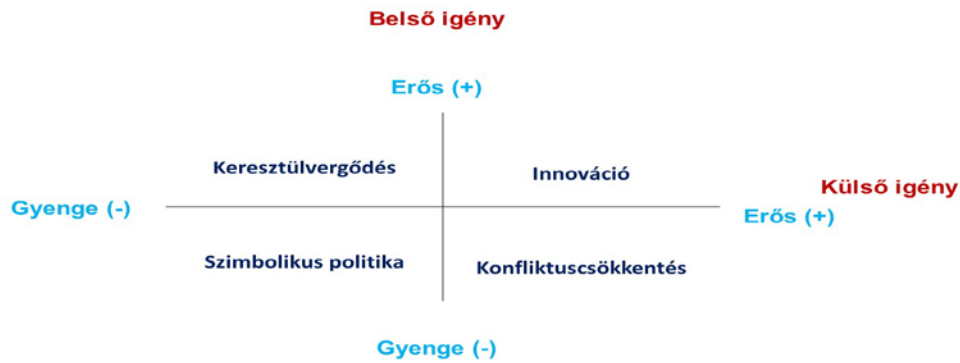 Belső igény
Erős (+)
Keresztülvergődés
Innováció
Külső igény
Gyenge (-)
Erős (+)
Szimbolikus politika
Konfliktuscsökkentés
Gyenge (-)